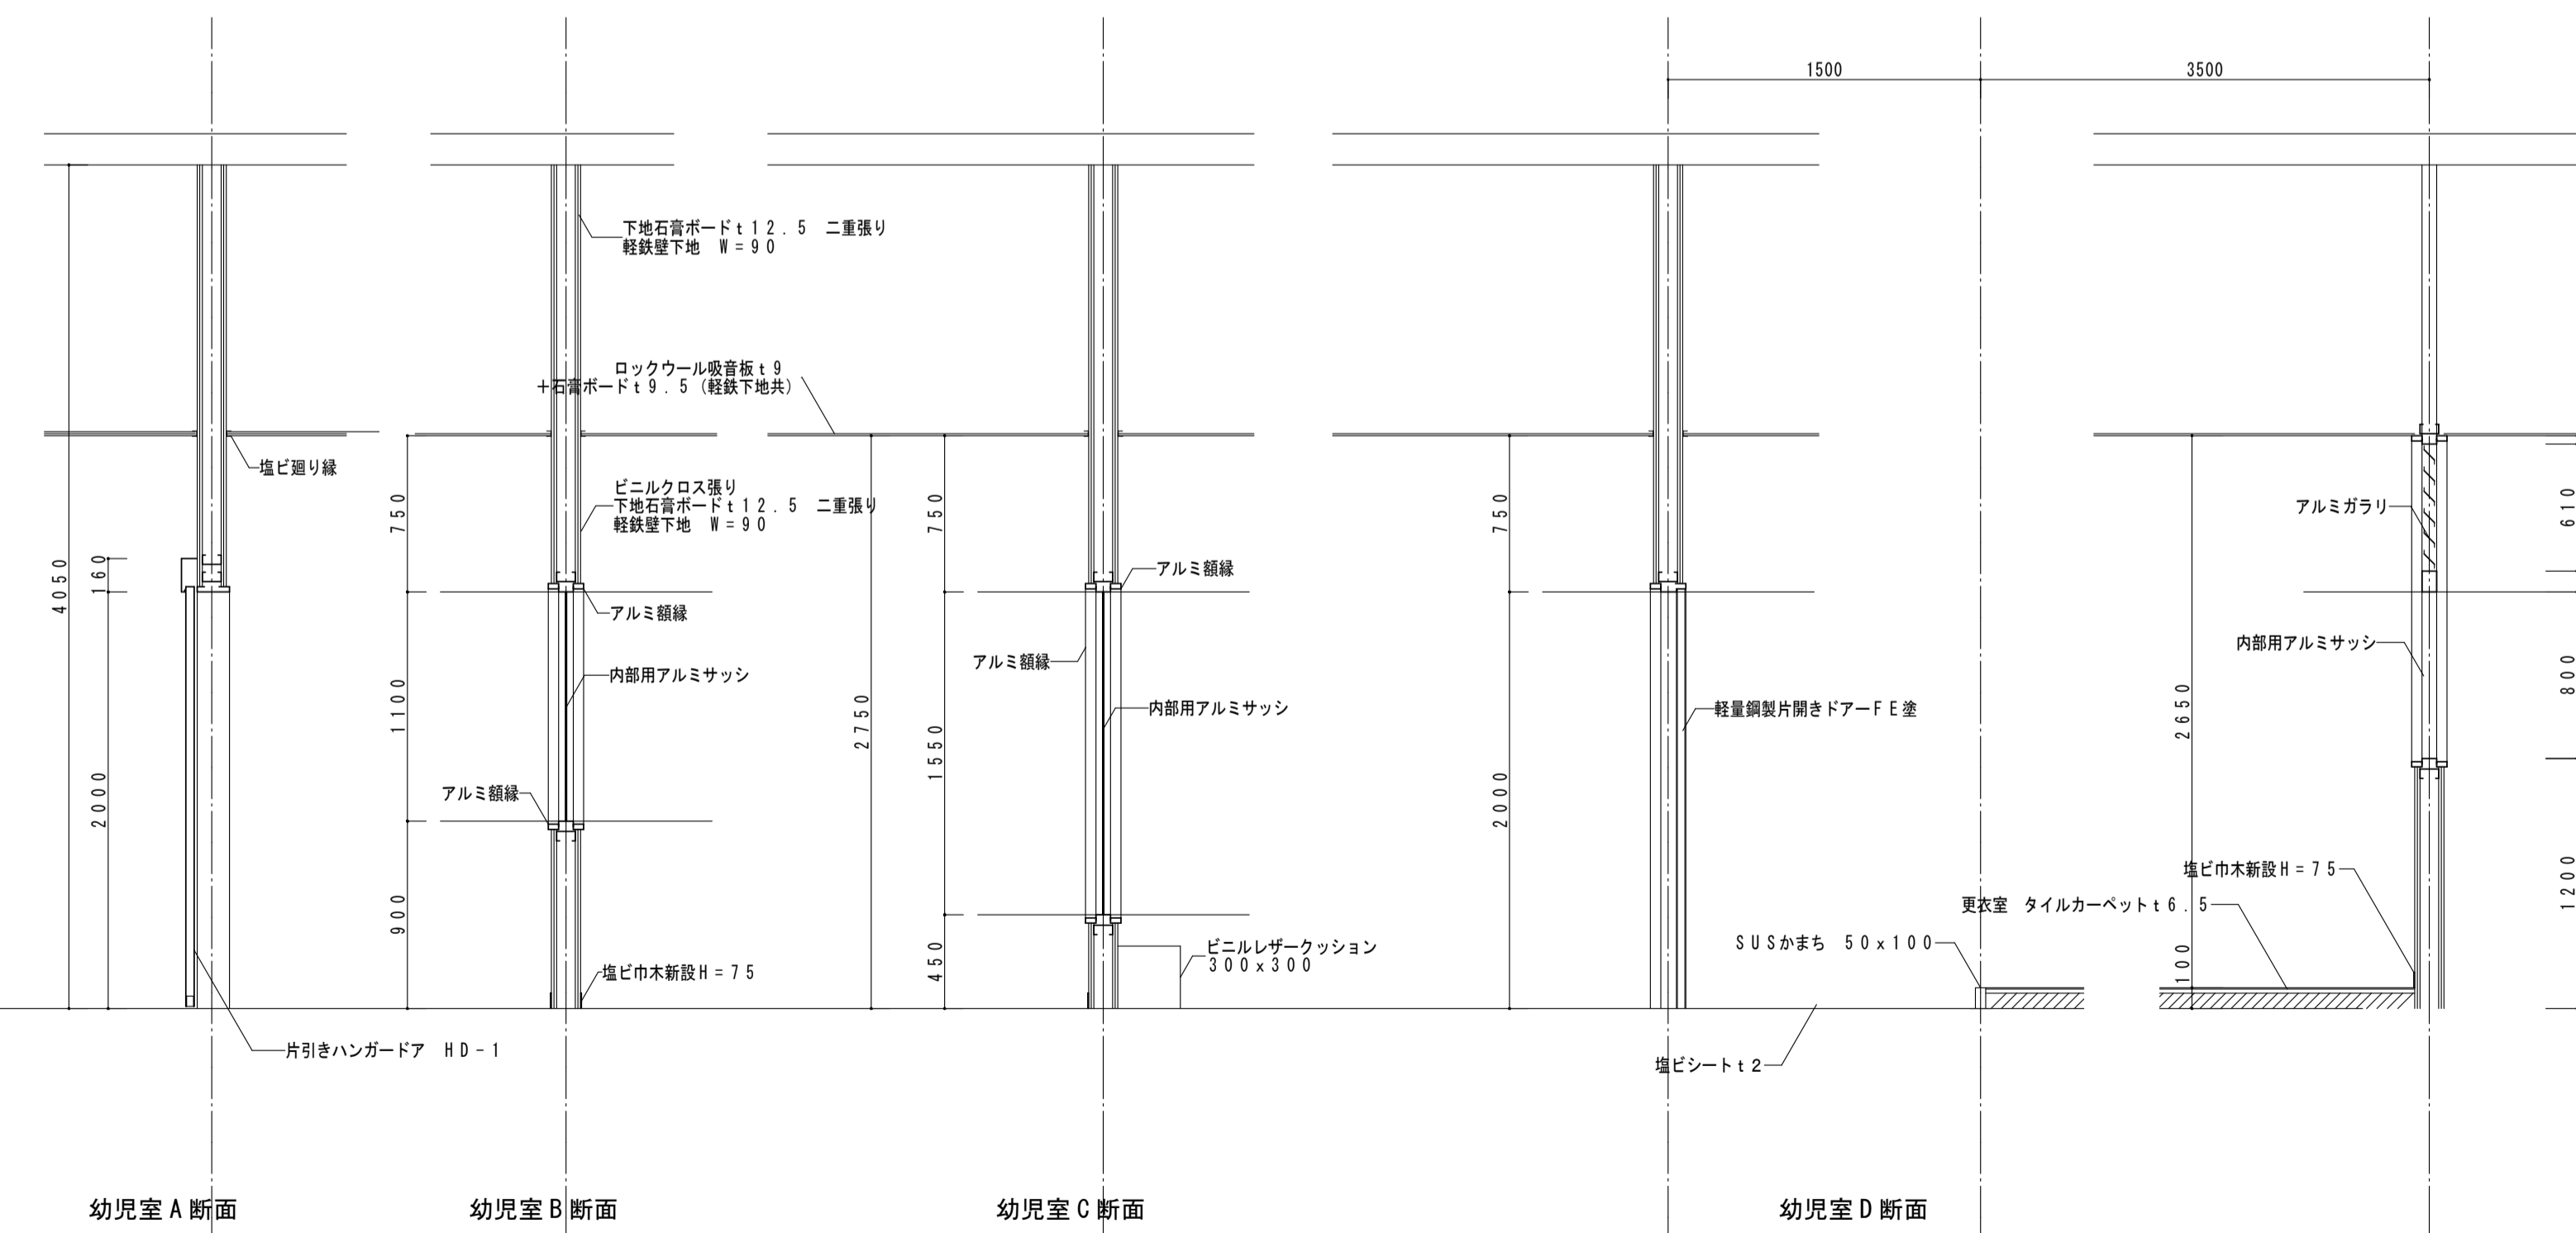 1500
3500
下地石膏ボードｔ１２．５　二重張り
軽鉄壁下地　Ｗ＝９０
ロックウール吸音板ｔ９
＋石膏ボードｔ９．５（軽鉄下地共）
塩ビ廻り縁
ビニルクロス張り
下地石膏ボードｔ１２．５　二重張り
軽鉄壁下地　Ｗ＝９０
4050
160
2000
750
1100
900
アルミ額縁
内部用アルミサッシ
アルミ額縁
塩ビ巾木新設Ｈ＝７５
片引きハンガードア　ＨＤ－１
2750
750
1550
450
アルミ額縁
アルミ額縁
内部用アルミサッシ
ビニルレザークッション
３００ｘ３００
750
2000
軽量鋼製片開きドアーＦＥ塗
アルミガラリ
内部用アルミサッシ
2650
100
610
800
1200
塩ビ巾木新設Ｈ＝７５
更衣室　タイルカーペットｔ６．５
ＳＵＳかまち　５０ｘ１００
塩ビシートｔ２
幼児室Ａ断面
幼児室Ｂ断面
幼児室Ｃ断面
幼児室Ｄ断面